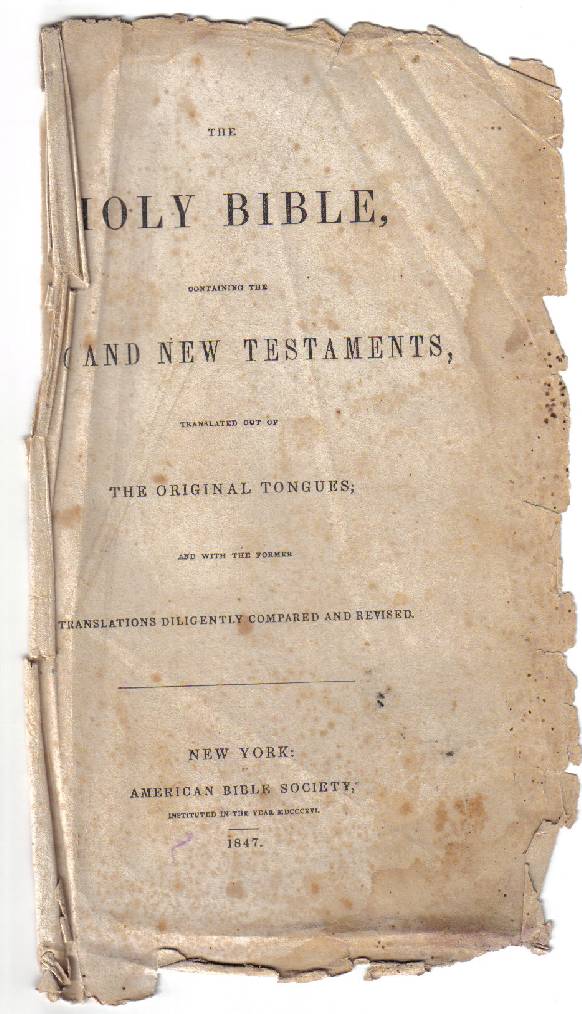 THE
HOLY BIBLE,
CONTAINING THE
AND NEW TESTAMENTS,
TRANSLATED OUT OF
THE ORIGINAL TONGUES;
AND WITH THE FORMER
TRANSLATIONS DILIGENTLY COMPARED AND REVISED.
NEW YORK:
AMERICAN BIBLE SOCIETY,
INSTITUTED IN THE YEAR MDCCCXVI.
1847.